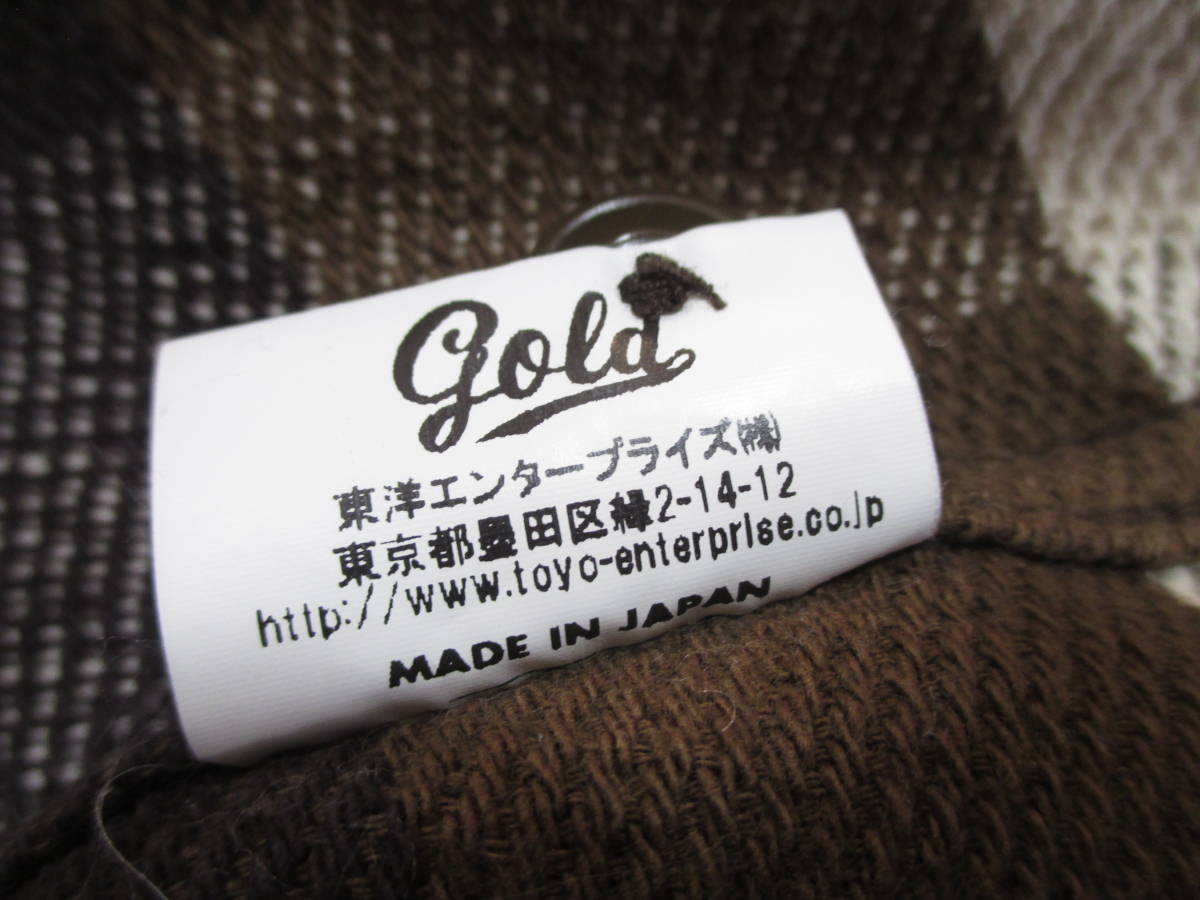 gold
東洋エンタープライズ㈱
東京都墨田区緑2-14-12
http://www.toyo-enterprise.co.jp
MADE IN JAPAN